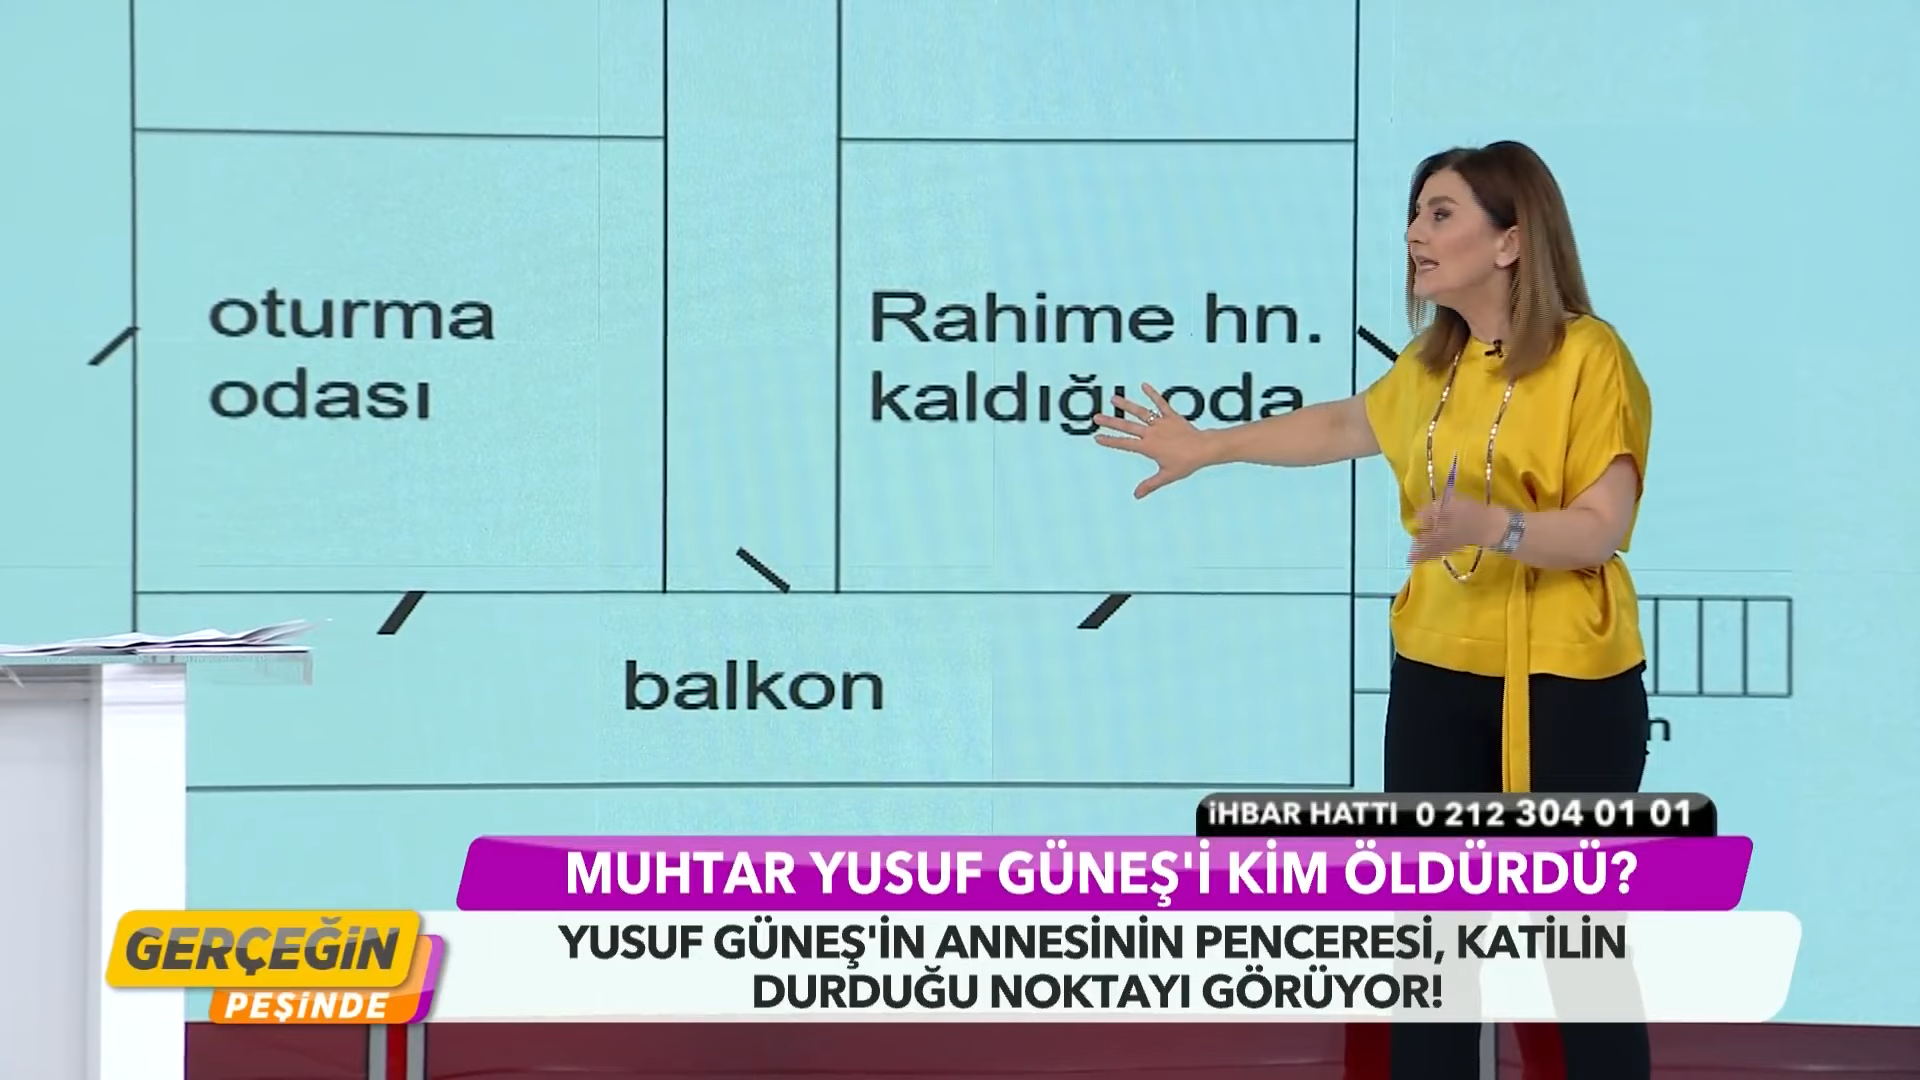 oturma
odası
Rahime hn.
kaldığı oda
balkon
İHBAR HATTI 0 212 304 01 01
MUHTAR YUSUF GÜNEŞ'İ KİM ÖLDÜRDÜ?
GERÇEĞİN
PEŞİNDE
YUSUF GÜNEŞ'İN ANNESİNİN PENCERESİ, KATİLİN
DURDUĞU NOKTAYI GÖRÜYOR!